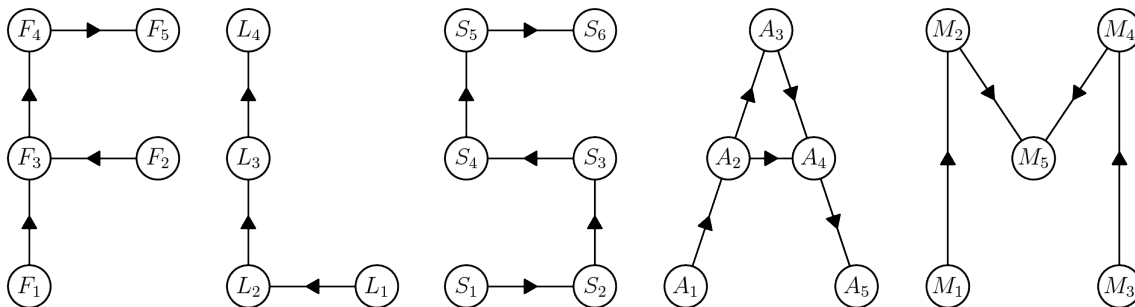 F₄ F₅ L₄ S₅ S₆ A₃ M₂ M₄
F₃ F₂ L₃ S₄ S₃ A₂ A₄ M₅
F₁ L₂ L₁ S₁ S₂ A₁ A₅ M₁ M₃